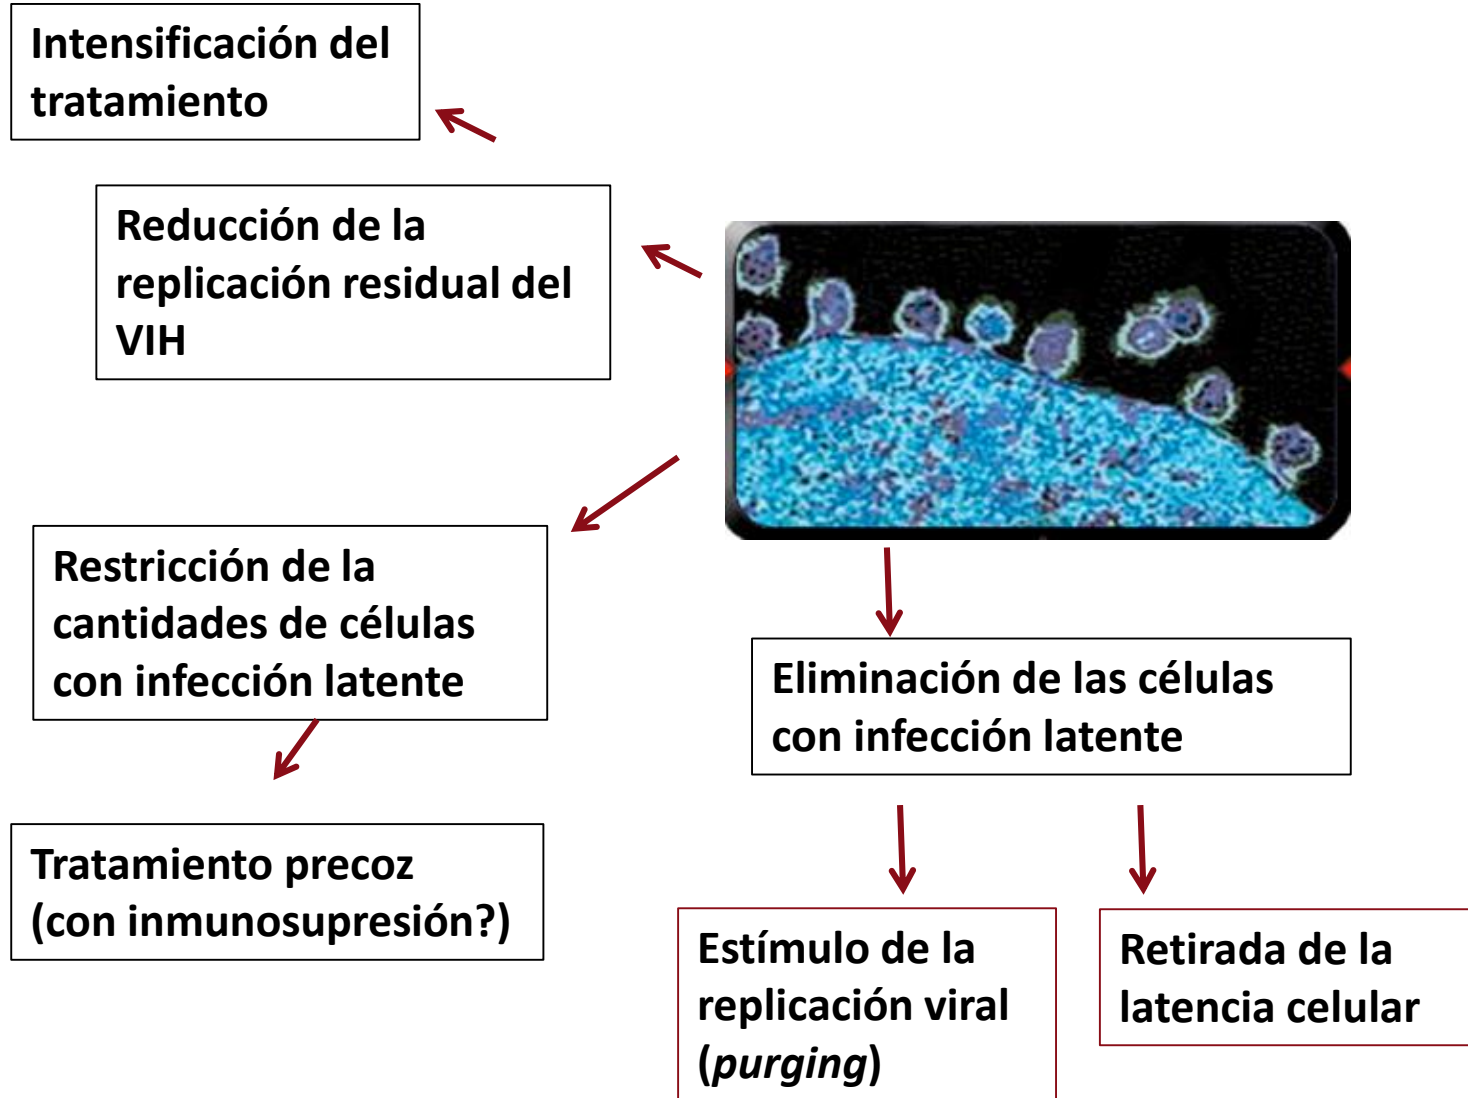 Intensificación del
tratamiento
Reducción de la
replicación residual del
VIH
Restricción de la
cantidades de células
con infección latente
Eliminación de las células
con infección latente
Tratamiento precoz
(con inmunosupresión?)
Estímulo de la
replicación viral
(purging)
Retirada de la
latencia celular